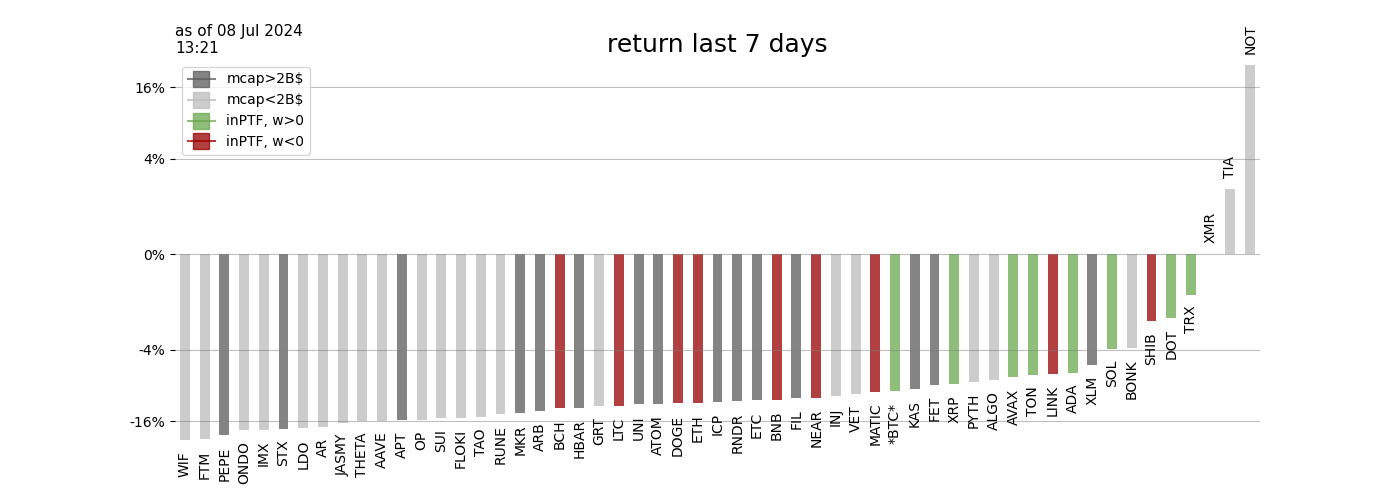 as of 08 Jul 2024
13:21
return last 7 days
mcap>2B$
mcap<2B$
inPTF, w>0
inPTF, w<0
16%
4%
0%
-4%
-16%
WIF
FTM
PEPE
ONDO
IMX
STX
LDO
AR
JASMY
THETA
AAVE
APT
OP
SUI
FLOKI
TAO
RUNE
MKR
ARB
BCH
HBAR
GRT
LTC
UNI
ATOM
DOGE
ETH
ICP
RNDR
ETC
BNB
FIL
NEAR
INJ
VET
MATIC
*BTC*
KAS
FET
XRP
PYTH
ALGO
AVAX
TON
LINK
ADA
XLM
SOL
BONK
SHIB
DOT
TRX
XMR
TIA
NOT